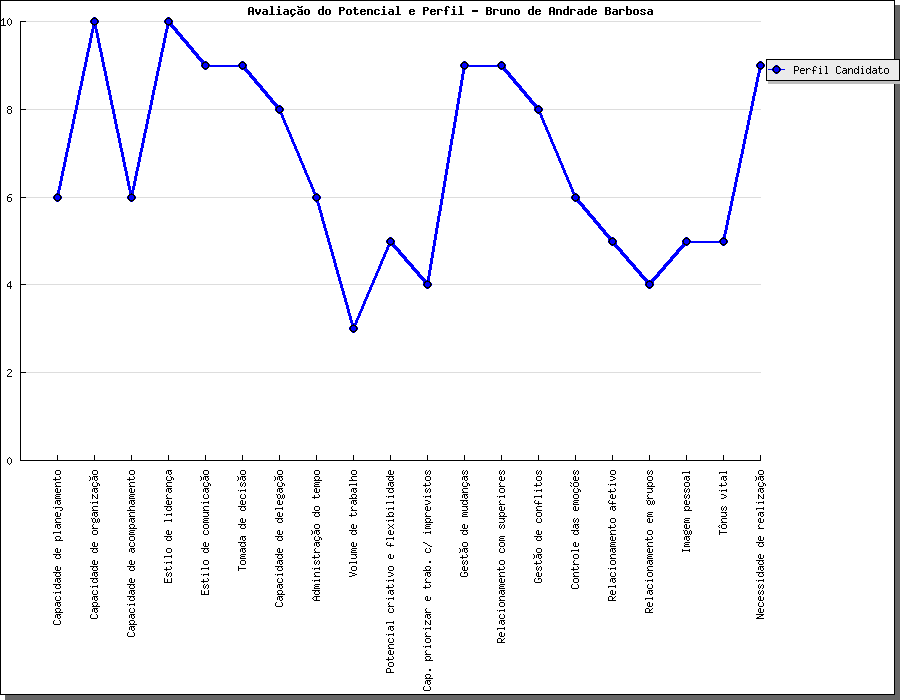 Avaliação do Potencial e Perfil - Bruno de Andrade Barbosa
10
8
6
4
2
0
Perfil Candidato
Capacidade de planejamento
Capacidade de organização
Capacidade de acompanhamento
Estilo de liderança
Estilo de comunicação
Tomada de decisão
Capacidade de delegação
Administração do tempo
Volume de trabalho
Potencial criativo e flexibilidade
Cap. priorizar e trab. c/ imprevistos
Gestão de mudanças
Relacionamento com superiores
Gestão de conflitos
Controle das emoções
Relacionamento afetivo
Relacionamento em grupos
Imagem pessoal
Tônus vital
Necessidade de realização